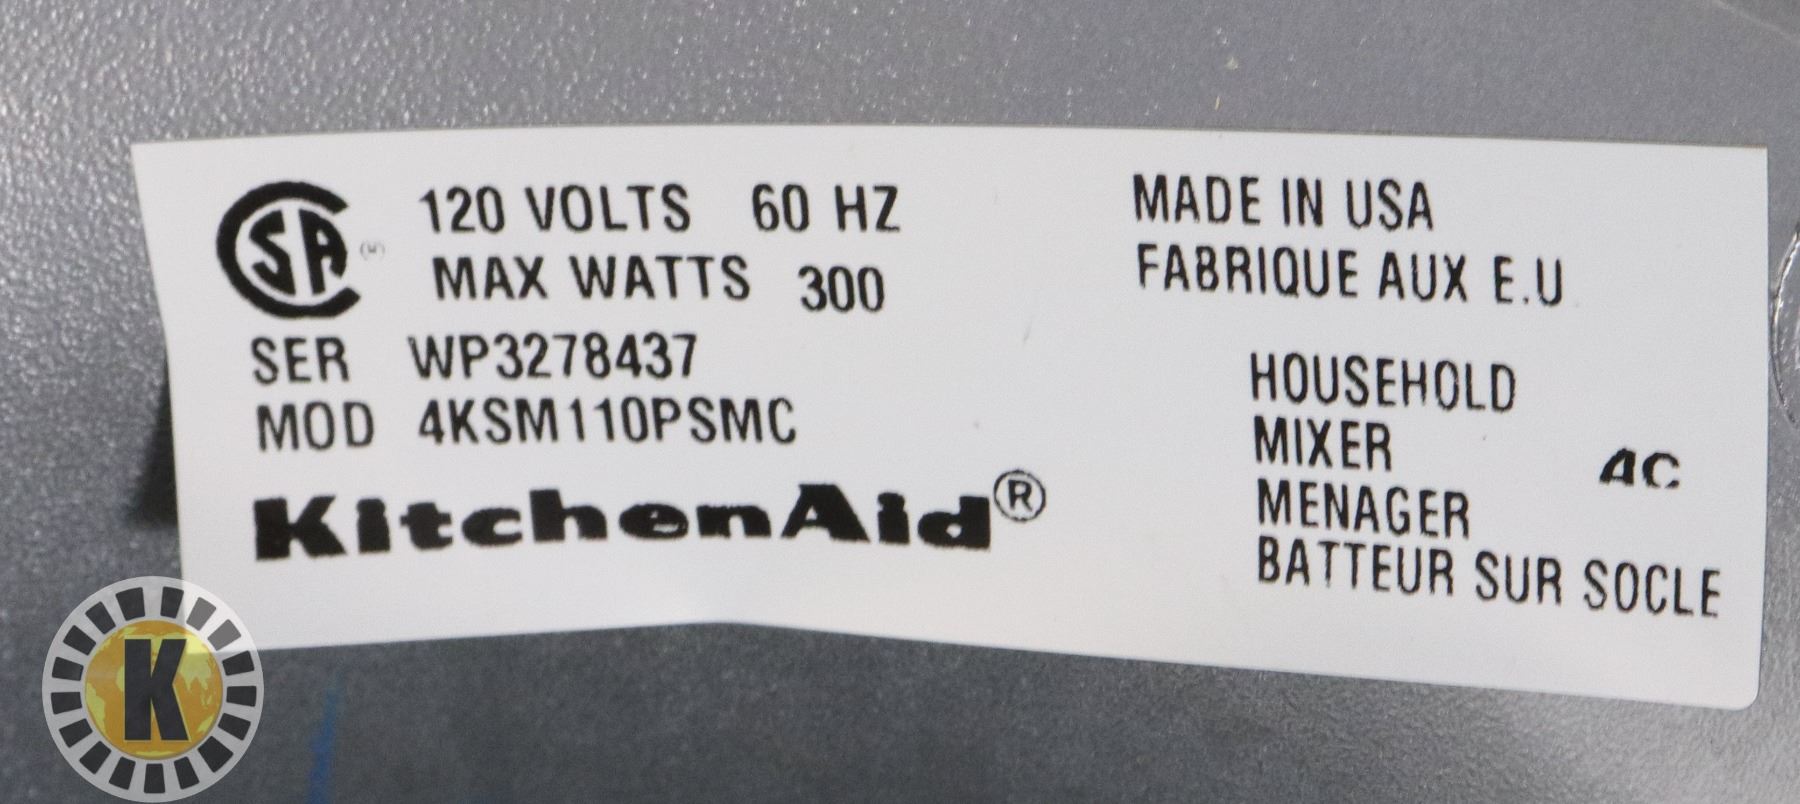 120 VOLTS 60 HZ
MAX WATTS 300
SER WP3278437
MOD 4KSM110PSMC
KitchenAid®
MADE IN USA
FABRIQUE AUX E.U
HOUSEHOLD
MIXER 4C
MENAGER
BATTEUR SUR SOCLE
SA
K